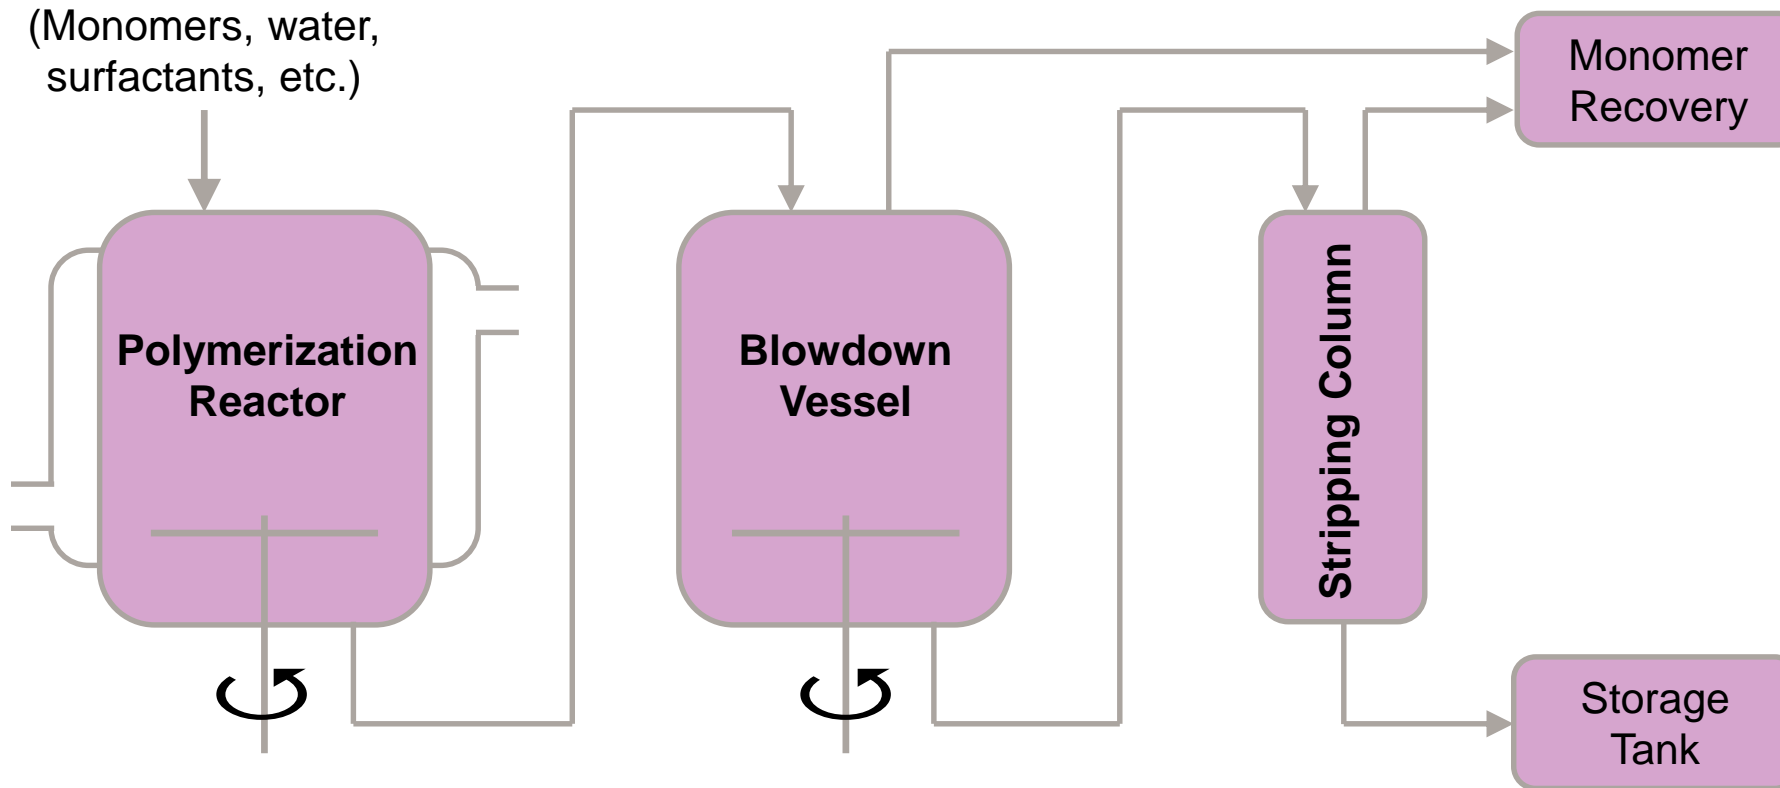 (Monomers, water,
surfactants, etc.)
Monomer
Recovery
Polymerization
Reactor
Blowdown
Vessel
Stripping Column
Storage
Tank